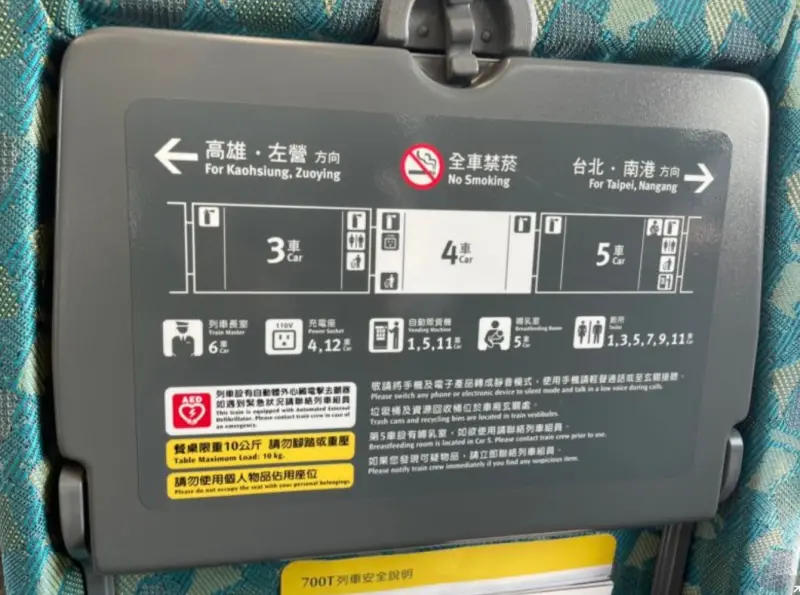 高雄・左營 方向
For Kaohsiung, Zuoying
全車禁菸
No Smoking
台北・南港 方向
For Taipei, Nangang
3 車 Car
4 車 Car
5 車 Car
列車長室
Train Master
6 車 Car
110V
充電座
Power Socket
4,12 車 Car
自動販賣機
Vending Machine
1,5,11 車 Car
哺乳室
Breastfeeding Room
5 車 Car
廁所
Toilet
1,3,5,7,9,11 車 Car
AED
列車設有自動體外心臟電擊去顫器
如遇到緊急狀況請聯絡列車組員
This train is equipped with Automated External
Defibrillator. Please contact train crew in case of
an emergency.
餐桌限重10公斤 請勿腳踏或重壓
Table Maximum Load: 10 kg.
請勿使用個人物品佔用座位
Please do not occupy the seat with your personal belongings
敬請將手機及電子產品轉成靜音模式，使用手機請輕聲通話或至玄關接聽。
Please switch any phone or electronic device to silent mode and talk in a low voice during calls.
垃圾桶及資源回收桶位於車廂玄關處。
Trash cans and recycling bins are located in train vestibules.
第5車設有哺乳室，如欲使用請聯絡列車組員。
Breastfeeding room is located in Car 5. Please contact train crew prior to use.
如果您發現可疑物品，請立即聯絡列車組員。
Please notify train crew immediately if you find any suspicious item.
700T列車安全說明